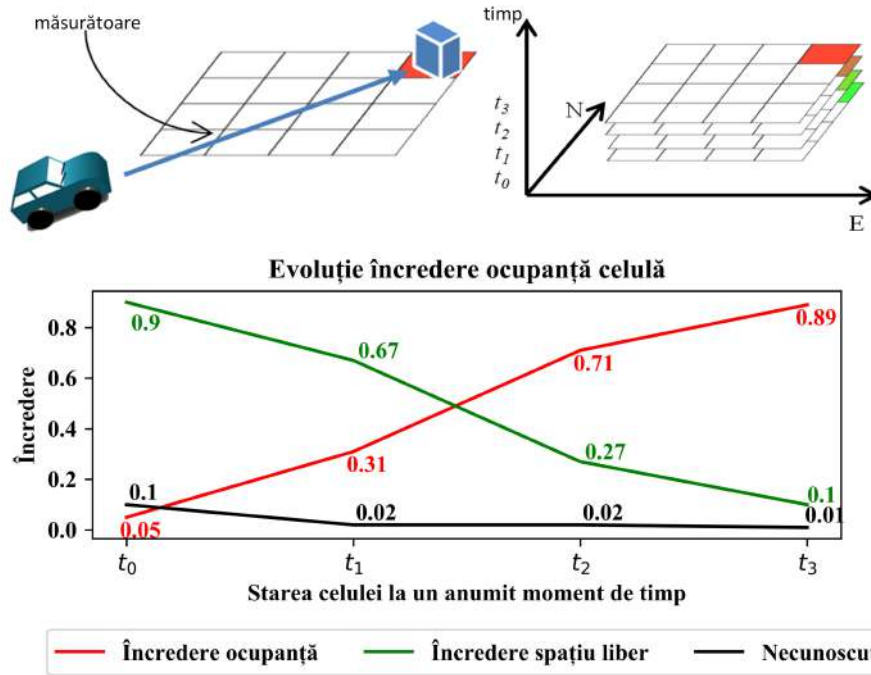 măsurătoare
timp
t3
t2
t1
t0
N
E
Evoluție încredere ocupanță celulă
Încredere
0.8
0.6
0.4
0.2
0.0
0.9
0.67
0.27
0.1
0.05
0.31
0.71
0.89
0.1
0.02
0.02
0.01
t0 t1 t2 t3
Starea celulei la un anumit moment de timp
Încredere ocupanță Încredere spațiu liber Necunoscut